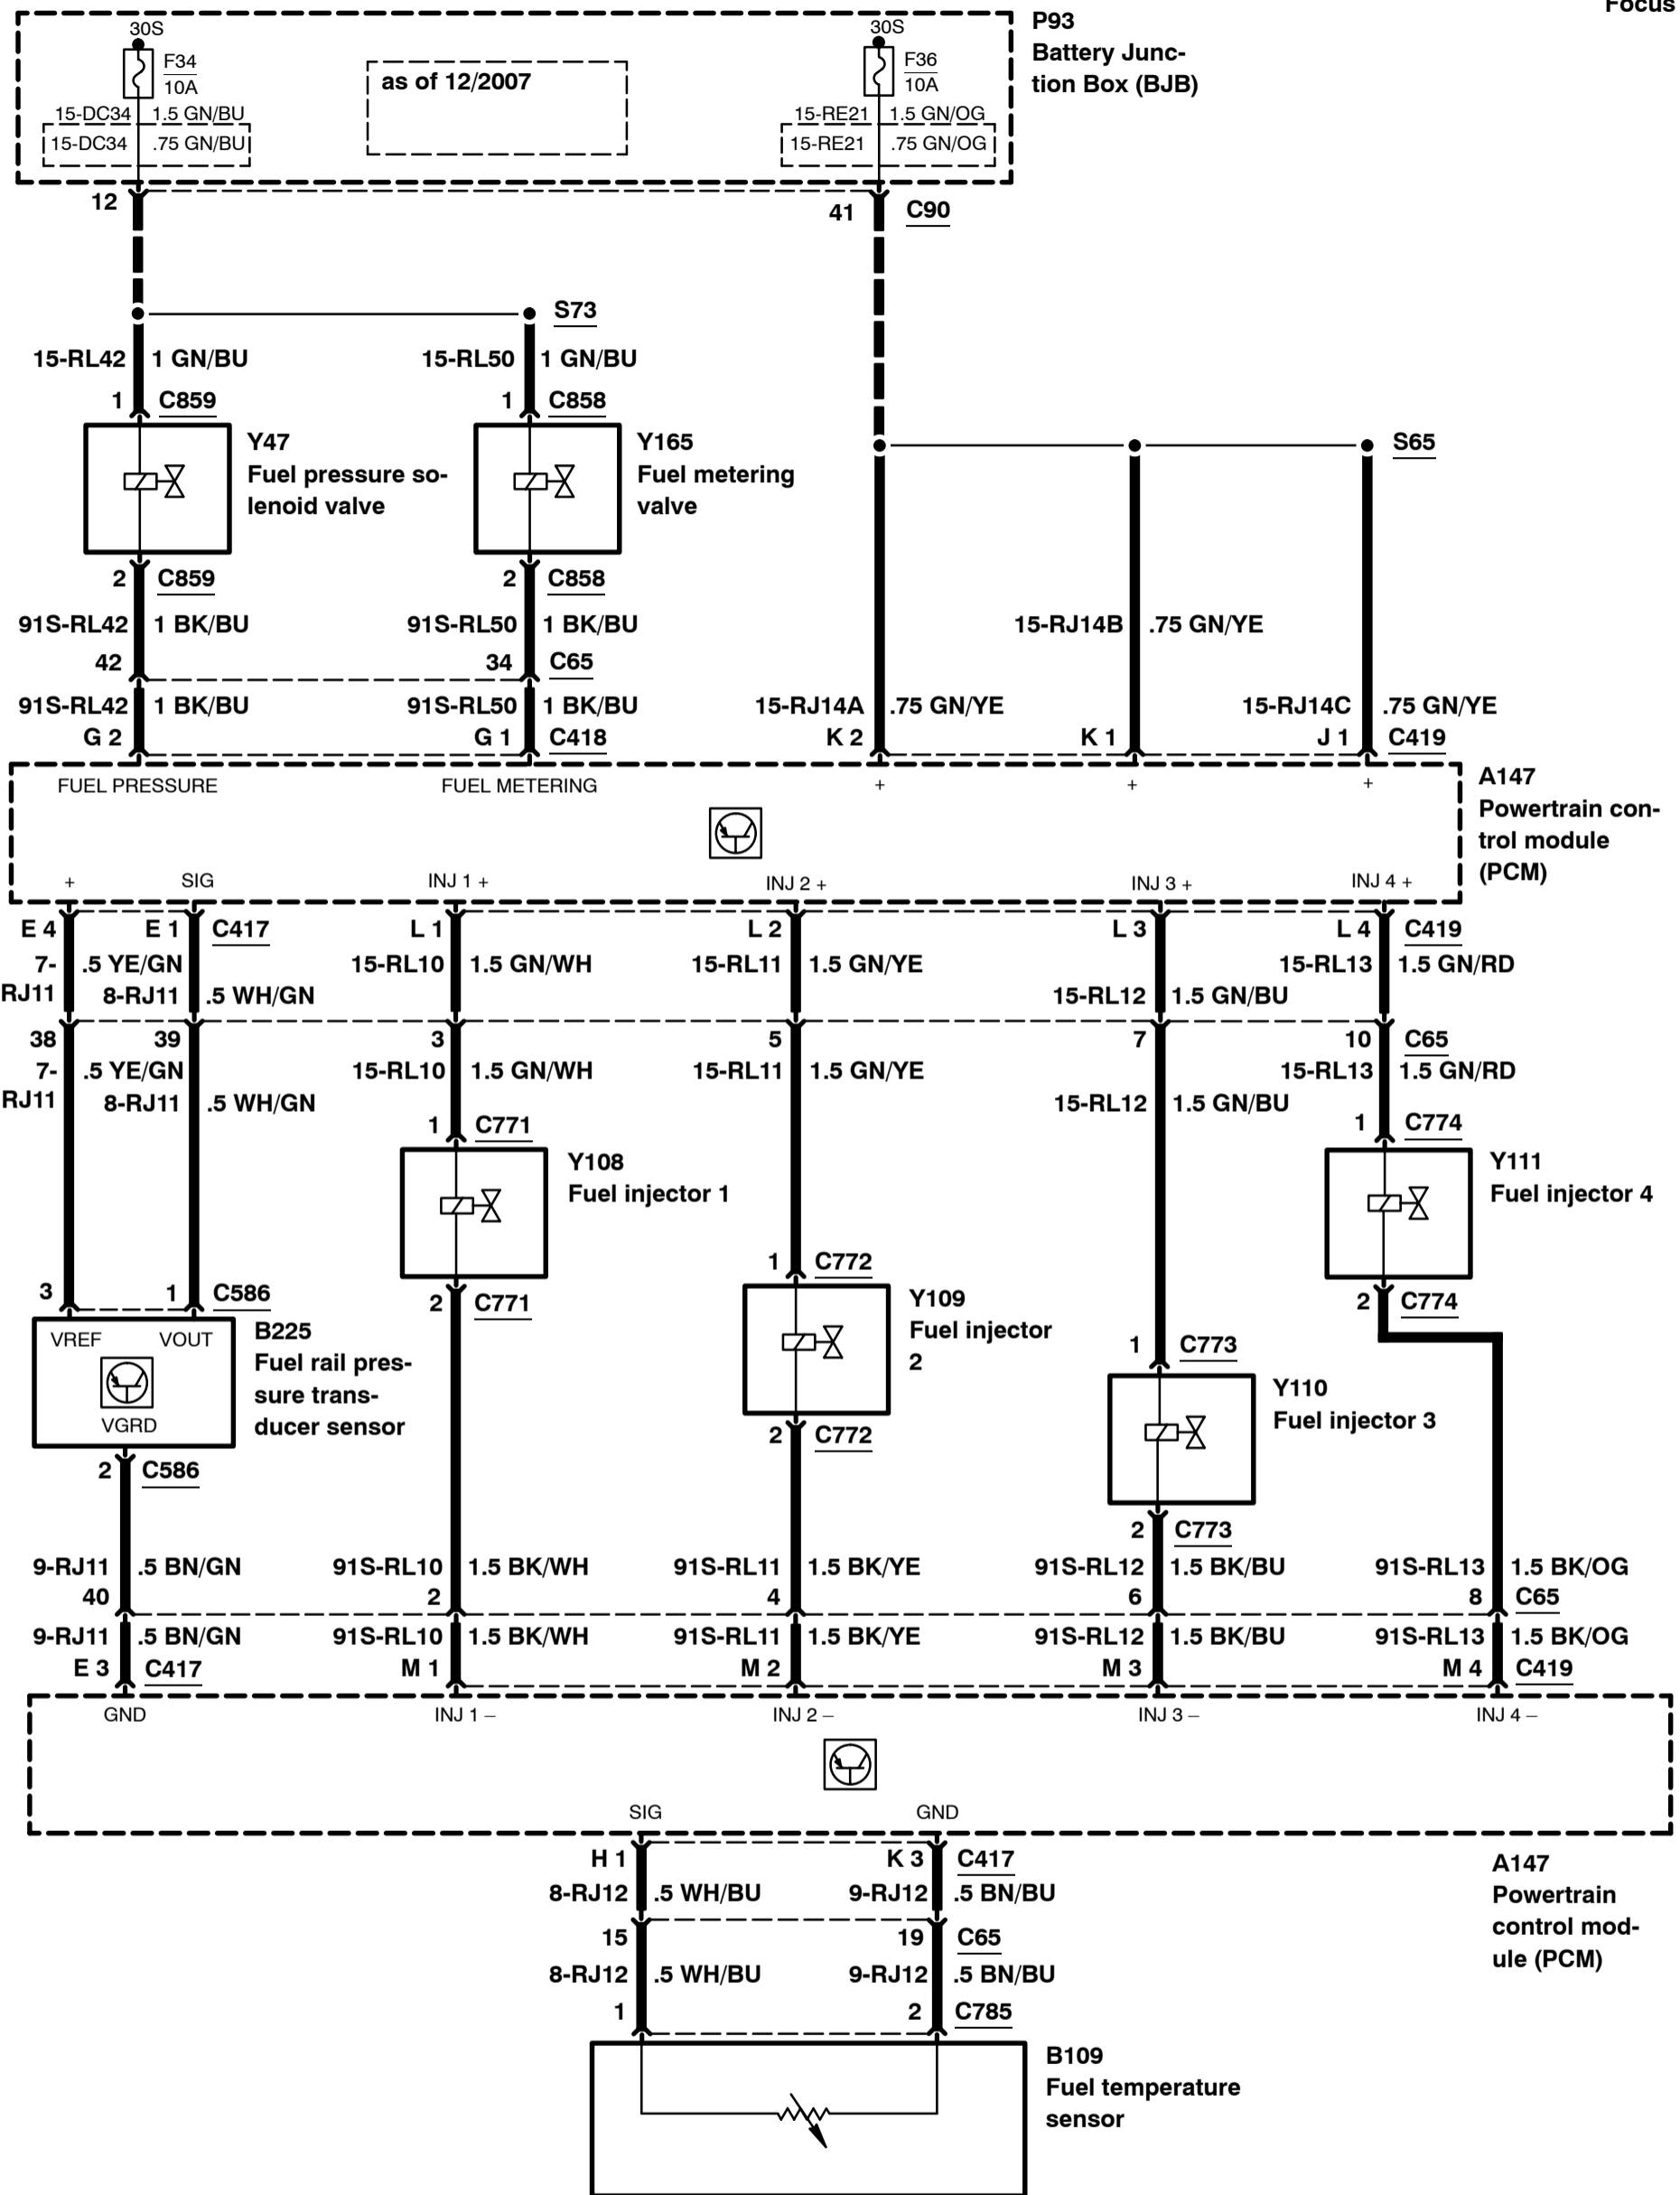 Focus
30S
F34
10A
15-DC34 1.5 GN/BU
15-DC34 .75 GN/BU
as of 12/2007
30S
F36
10A
15-RE21 1.5 GN/OG
15-RE21 .75 GN/OG
P93
Battery Junc-
tion Box (BJB)
12
41 C90
S73
15-RL42 1 GN/BU
15-RL50 1 GN/BU
1 C859
1 C858
Y47
Fuel pressure so-
lenoid valve
Y165
Fuel metering
valve
S65
2 C859
2 C858
91S-RL42 1 BK/BU
91S-RL50 1 BK/BU
15-RJ14B .75 GN/YE
42
34 C65
91S-RL42 1 BK/BU
91S-RL50 1 BK/BU
15-RJ14A .75 GN/YE
15-RJ14C .75 GN/YE
G 2
G 1 C418
K 2
K 1
J 1 C419
FUEL PRESSURE
FUEL METERING
+
+
+
A147
Powertrain con-
trol module
(PCM)
+
SIG
INJ 1 +
INJ 2 +
INJ 3 +
INJ 4 +
E 4
E 1 C417
L 1
L 2
L 3
L 4 C419
7-
RJ11
.5 YE/GN
8-RJ11 .5 WH/GN
15-RL10 1.5 GN/WH
15-RL11 1.5 GN/YE
15-RL12 1.5 GN/BU
15-RL13 1.5 GN/RD
38
39
3
5
7
10 C65
7-
RJ11
.5 YE/GN
8-RJ11 .5 WH/GN
15-RL10 1.5 GN/WH
15-RL11 1.5 GN/YE
15-RL12 1.5 GN/BU
15-RL13 1.5 GN/RD
1 C771
1 C774
Y108
Fuel injector 1
Y111
Fuel injector 4
1 C772
3
1 C586
2 C771
2 C774
VREF VOUT
VGRD
B225
Fuel rail pres-
sure trans-
ducer sensor
Y109
Fuel injector
2
1 C773
Y110
Fuel injector 3
2 C772
2 C586
2 C773
9-RJ11 .5 BN/GN
91S-RL10 1.5 BK/WH
91S-RL11 1.5 BK/YE
91S-RL12 1.5 BK/BU
91S-RL13 1.5 BK/OG
40
2
4
6
8 C65
9-RJ11 .5 BN/GN
91S-RL10 1.5 BK/WH
91S-RL11 1.5 BK/YE
91S-RL12 1.5 BK/BU
91S-RL13 1.5 BK/OG
E 3 C417
M 1
M 2
M 3
M 4 C419
GND
INJ 1 –
INJ 2 –
INJ 3 –
INJ 4 –
SIG
GND
H 1
K 3 C417
8-RJ12 .5 WH/BU
9-RJ12 .5 BN/BU
A147
Powertrain
control mod-
ule (PCM)
15
19 C65
8-RJ12 .5 WH/BU
9-RJ12 .5 BN/BU
1
2 C785
B109
Fuel temperature
sensor